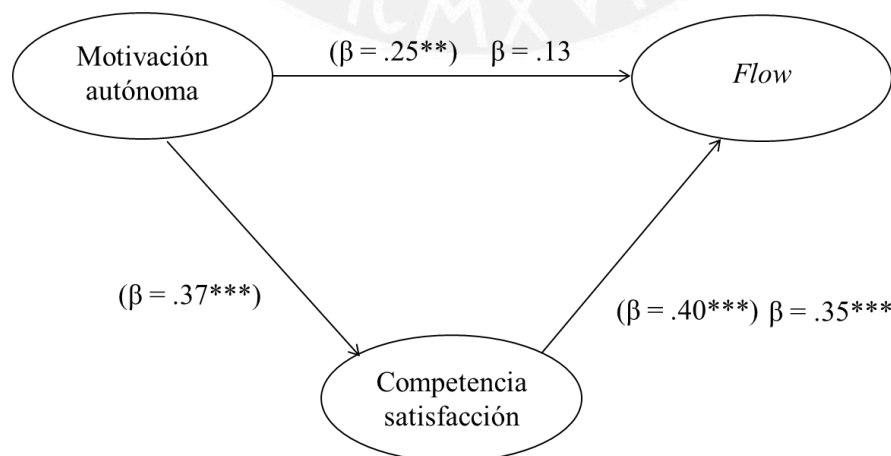 Motivación
autónoma
(β = .25**) β = .13
Flow
(β = .37***)
(β = .40***) β = .35***
Competencia
satisfacción